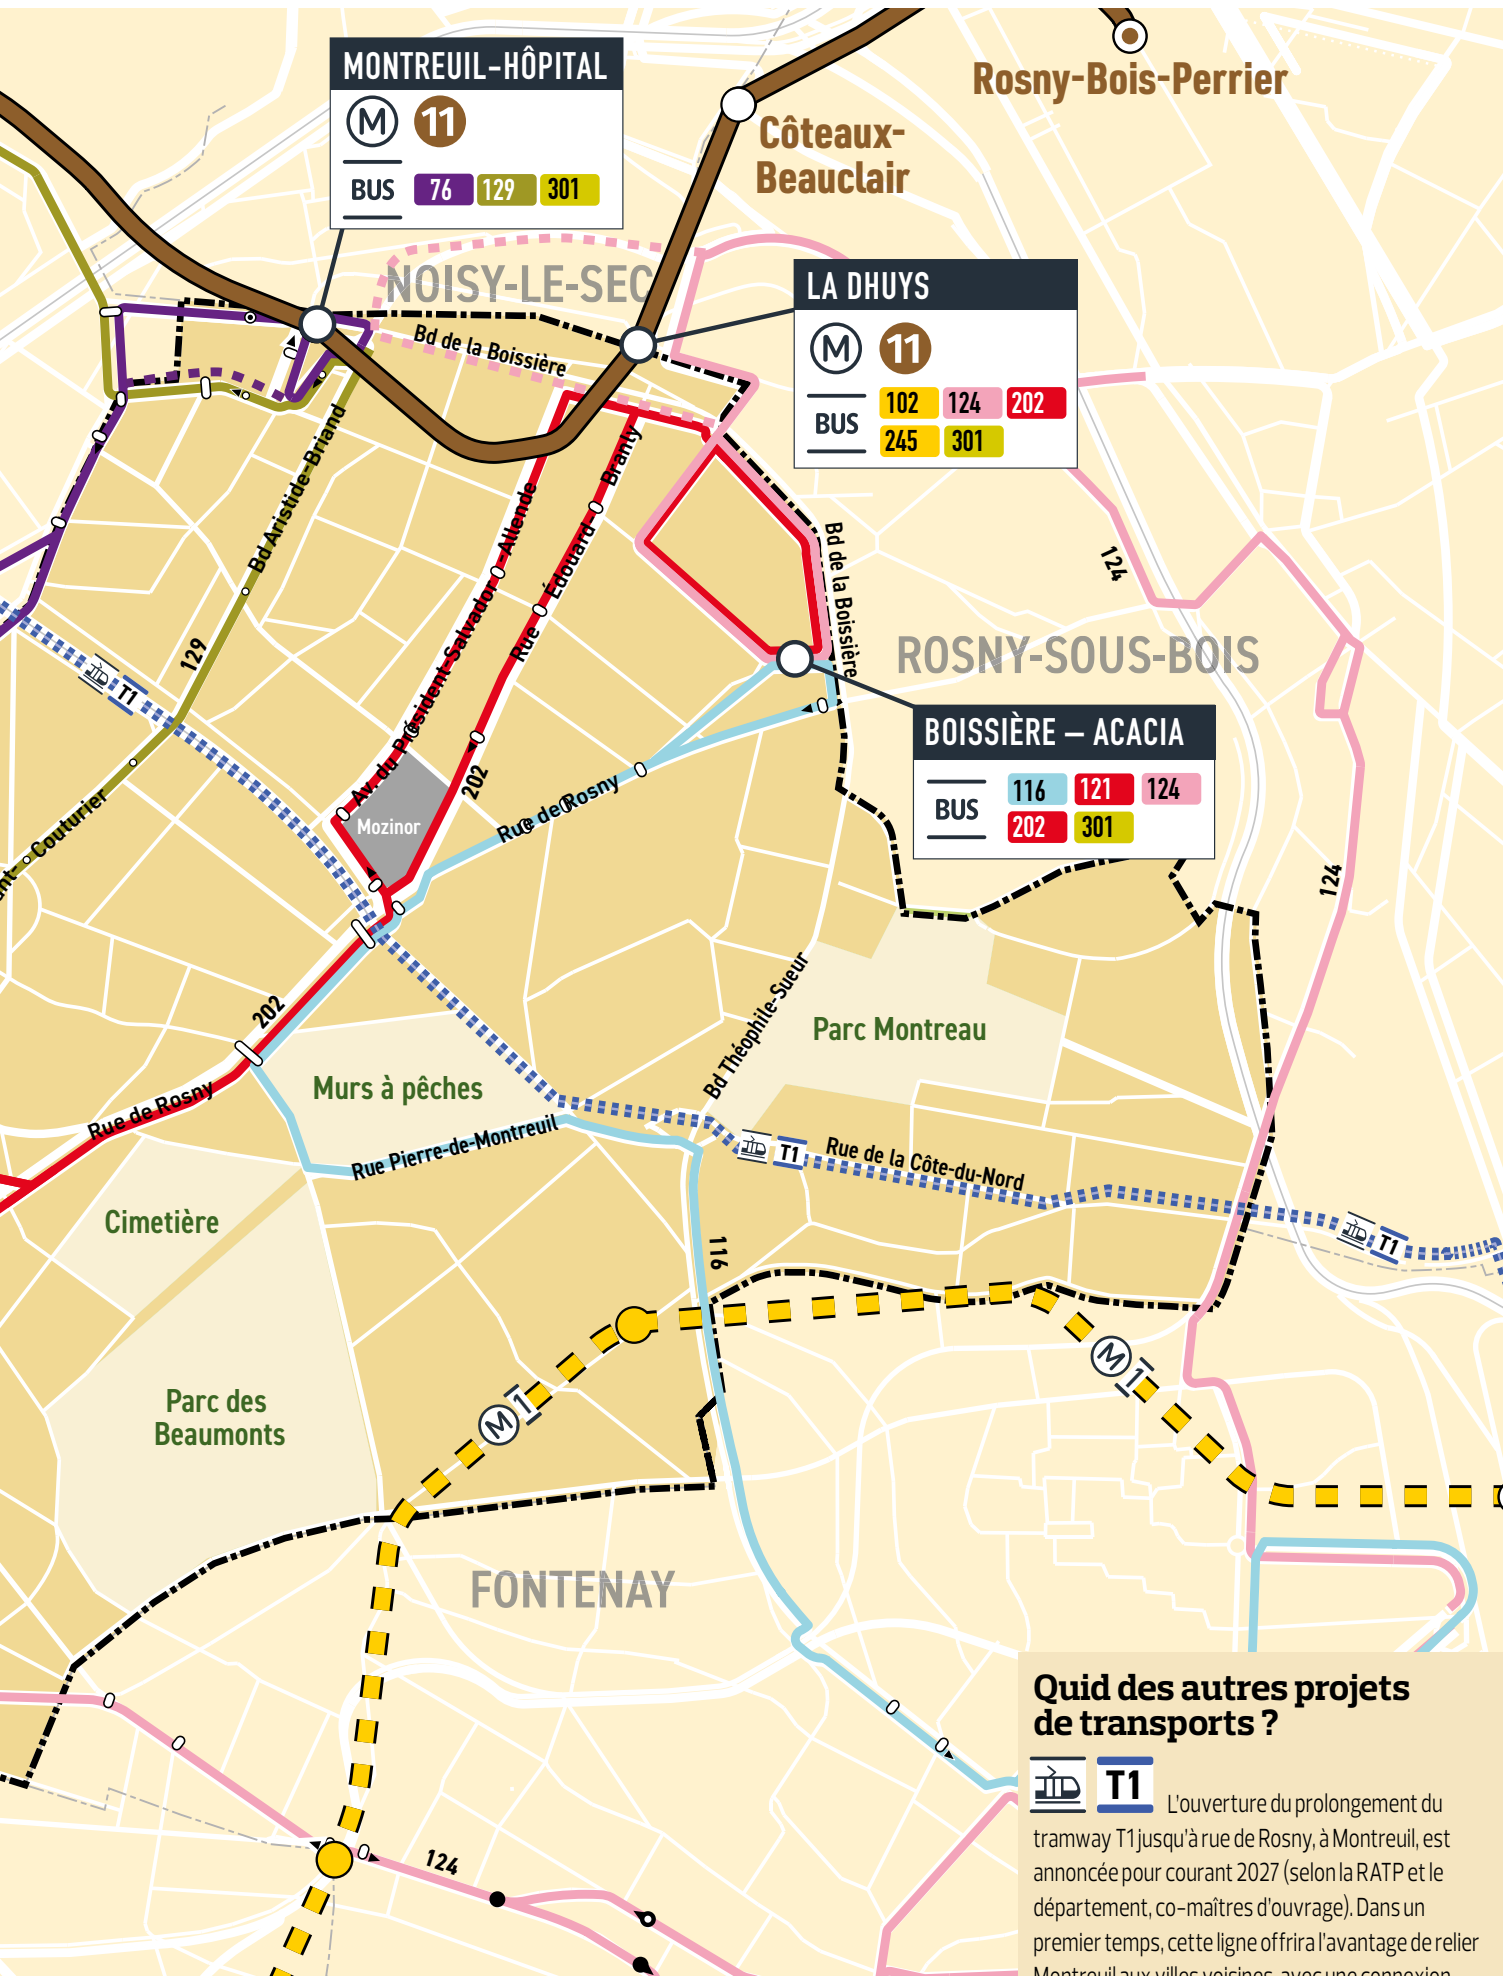 MONTREUIL-HÔPITAL
M 11
BUS 76 129 301
Rosny-Bois-Perrier
Côteaux-
Beauclair
NOISY-LE-SEC
LA DHUYS
M 11
BUS 102 124 202
245 301
Bd de la Boissière
Bd Aristide-Briand
Av. du Président-Salvador-Allende
Rue Édouard-Branly
Bd de la Boissière
124
129
T1
ROSNY-SOUS-BOIS
BOISSIÈRE – ACACIA
BUS 116 121 124
202 301
202
Rue de Rosny
Mozinor
Couturier
124
202
Bd Théophile-Sueur
Parc Montreau
Murs à pêches
Rue de Rosny
Rue Pierre-de-Montreuil
T1
Rue de la Côte-du-Nord
Cimetière
116
T1
M 1
M 1
Parc des
Beaumonts
FONTENAY
124
Quid des autres projets
de transports ?
T1 L'ouverture du prolongement du
tramway T1 jusqu'à rue de Rosny, à Montreuil, est
annoncée pour courant 2027 (selon la RATP et le
département, co-maîtres d'ouvrage). Dans un
premier temps, cette ligne offrira l'avantage de relier
Montreuil aux villes voisines, avec une connexion